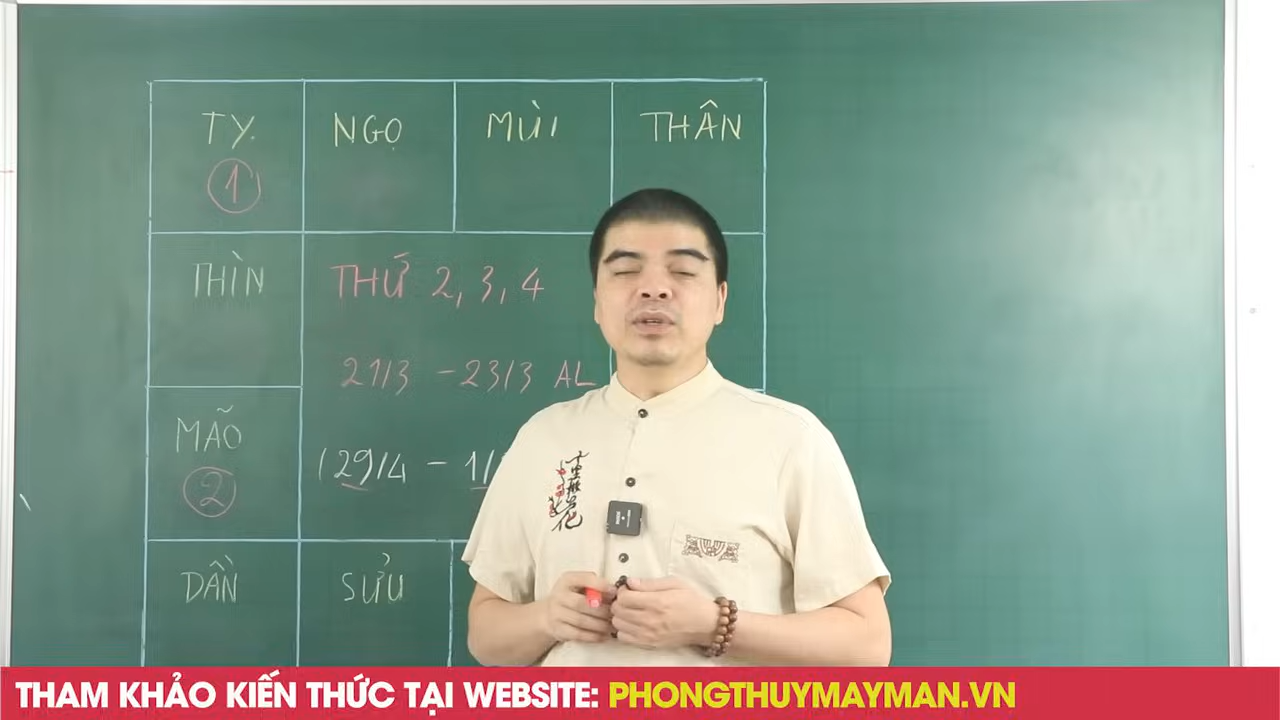 TY.
NGỌ
MÙI
THÂN
1
THÌN
THỨ 2, 3, 4
21/3 - 23/3 AL
MÃO
(29/4 - 1/
2
DẦN
SỬU
THAM KHẢO KIẾN THỨC TẠI WEBSITE: PHONGTHUYMAYMAN.VN